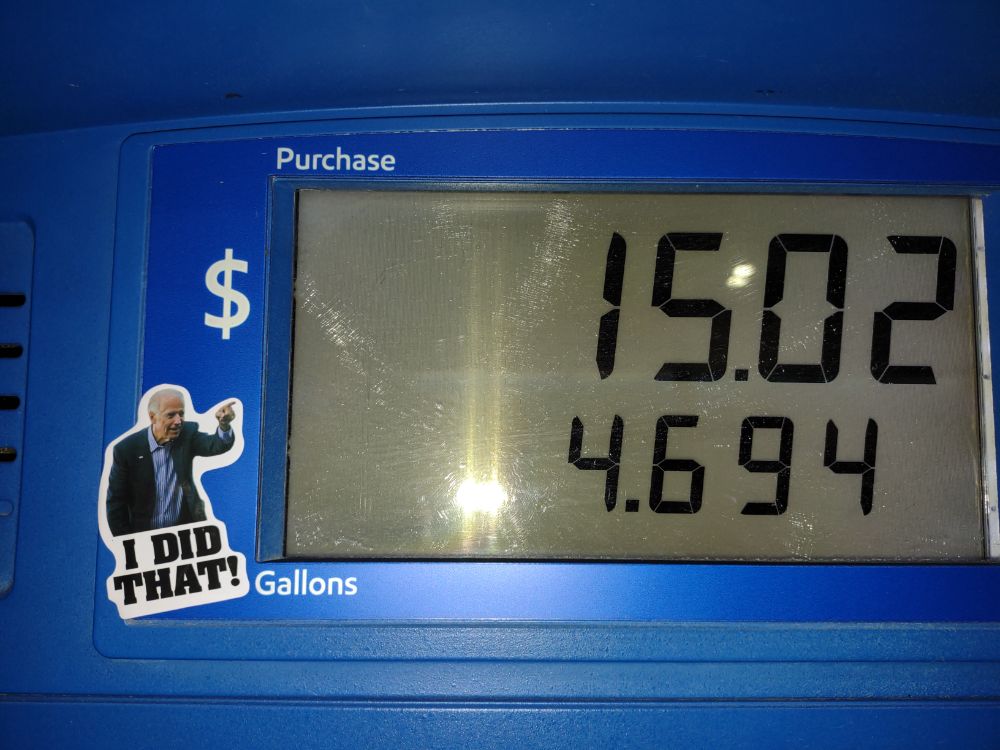 Purchase
$
15.02
4.694
I DID
THAT!
Gallons